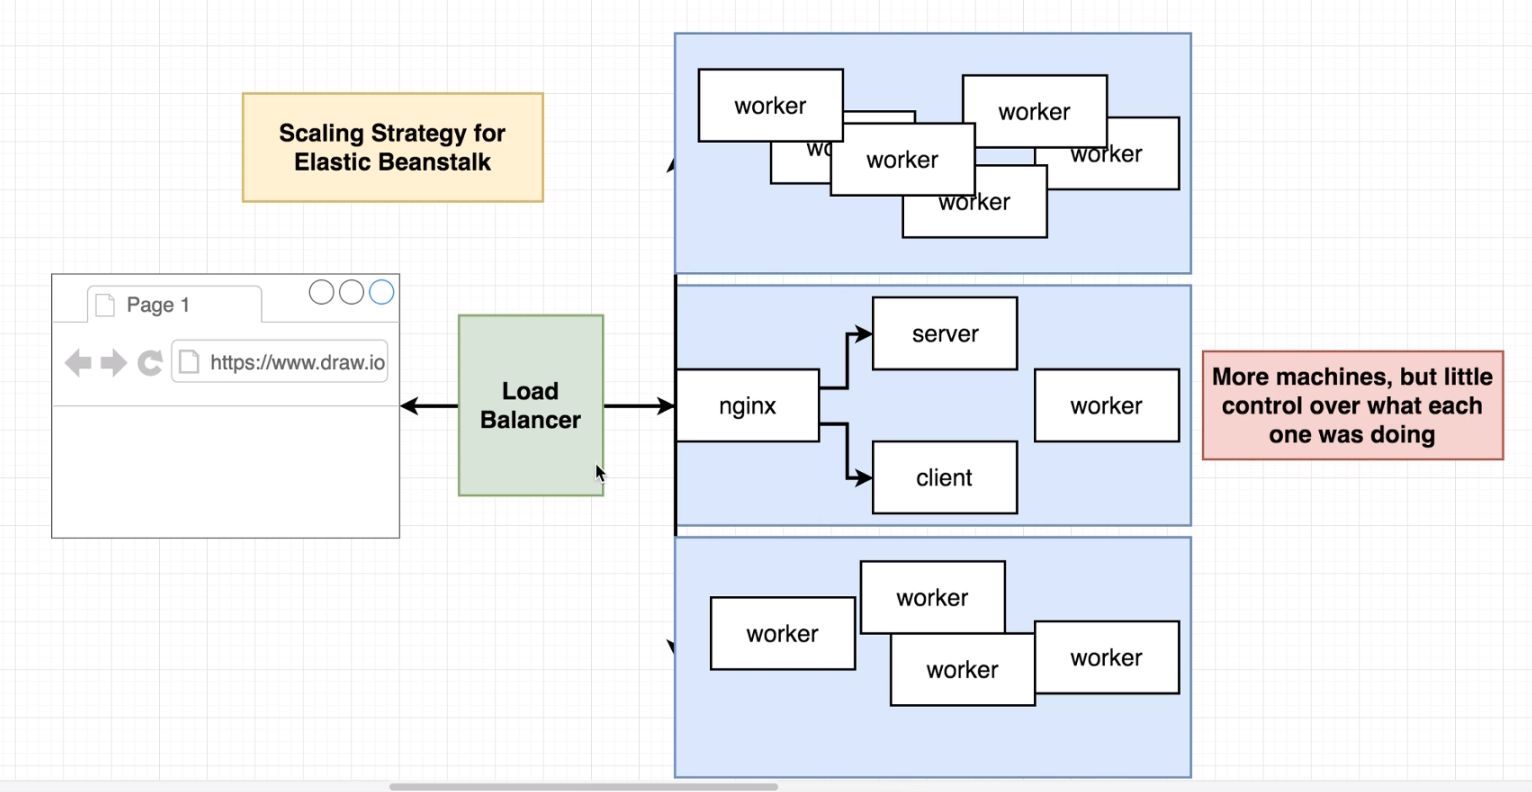 Scaling Strategy for
Elastic Beanstalk
Page 1
https://www.draw.io
Load
Balancer
worker
worker
worker
worker
worker
nginx
server
client
worker
More machines, but little
control over what each
one was doing
worker
worker
worker
worker